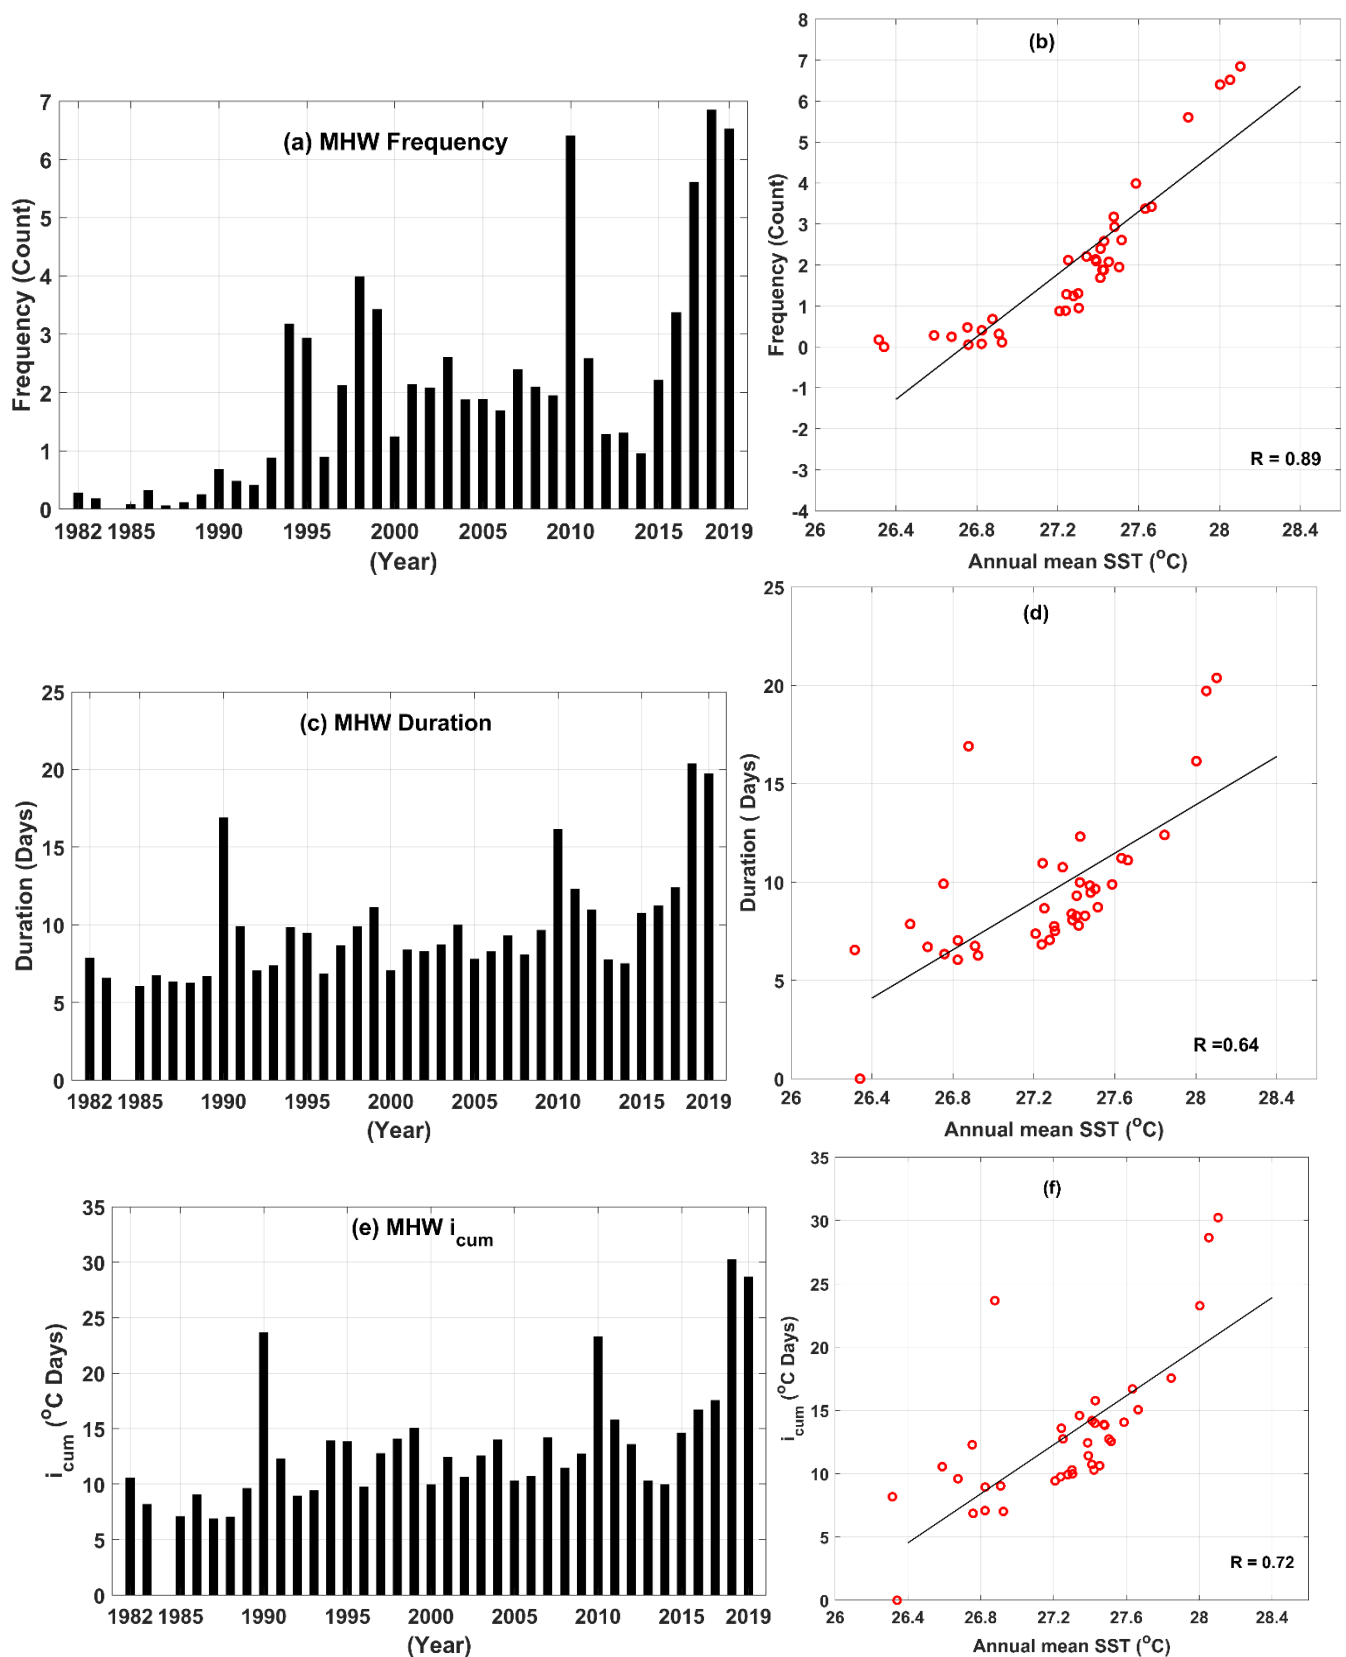 (a) MHW Frequency
Frequency (Count)
7
6
5
4
3
2
1
0
1982 1985 1990 1995 2000 2005 2010 2015 2019
(Year)
(b)
Frequency (Count)
8
7
6
5
4
3
2
1
0
-1
-2
-3
-4
R = 0.89
26 26.4 26.8 27.2 27.6 28 28.4
Annual mean SST (°C)
(c) MHW Duration
Duration (Days)
25
20
15
10
5
0
1982 1985 1990 1995 2000 2005 2010 2015 2019
(Year)
(d)
Duration ( Days)
25
20
15
10
5
0
R =0.64
26 26.4 26.8 27.2 27.6 28 28.4
Annual mean SST (°C)
(e) MHW i_cum
i_cum (°C Days)
35
30
25
20
15
10
5
0
1982 1985 1990 1995 2000 2005 2010 2015 2019
(Year)
(f)
i_cum (°C Days)
35
30
25
20
15
10
5
0
R = 0.72
26 26.4 26.8 27.2 27.6 28 28.4
Annual mean SST (°C)